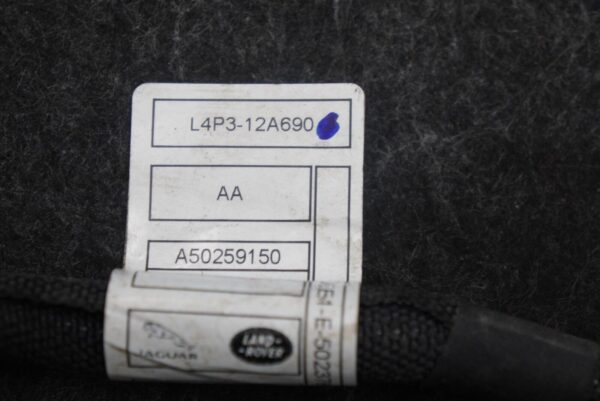 L4P3-12A690
AA
A50259150
JAGUAR
LAND-
-ROVER